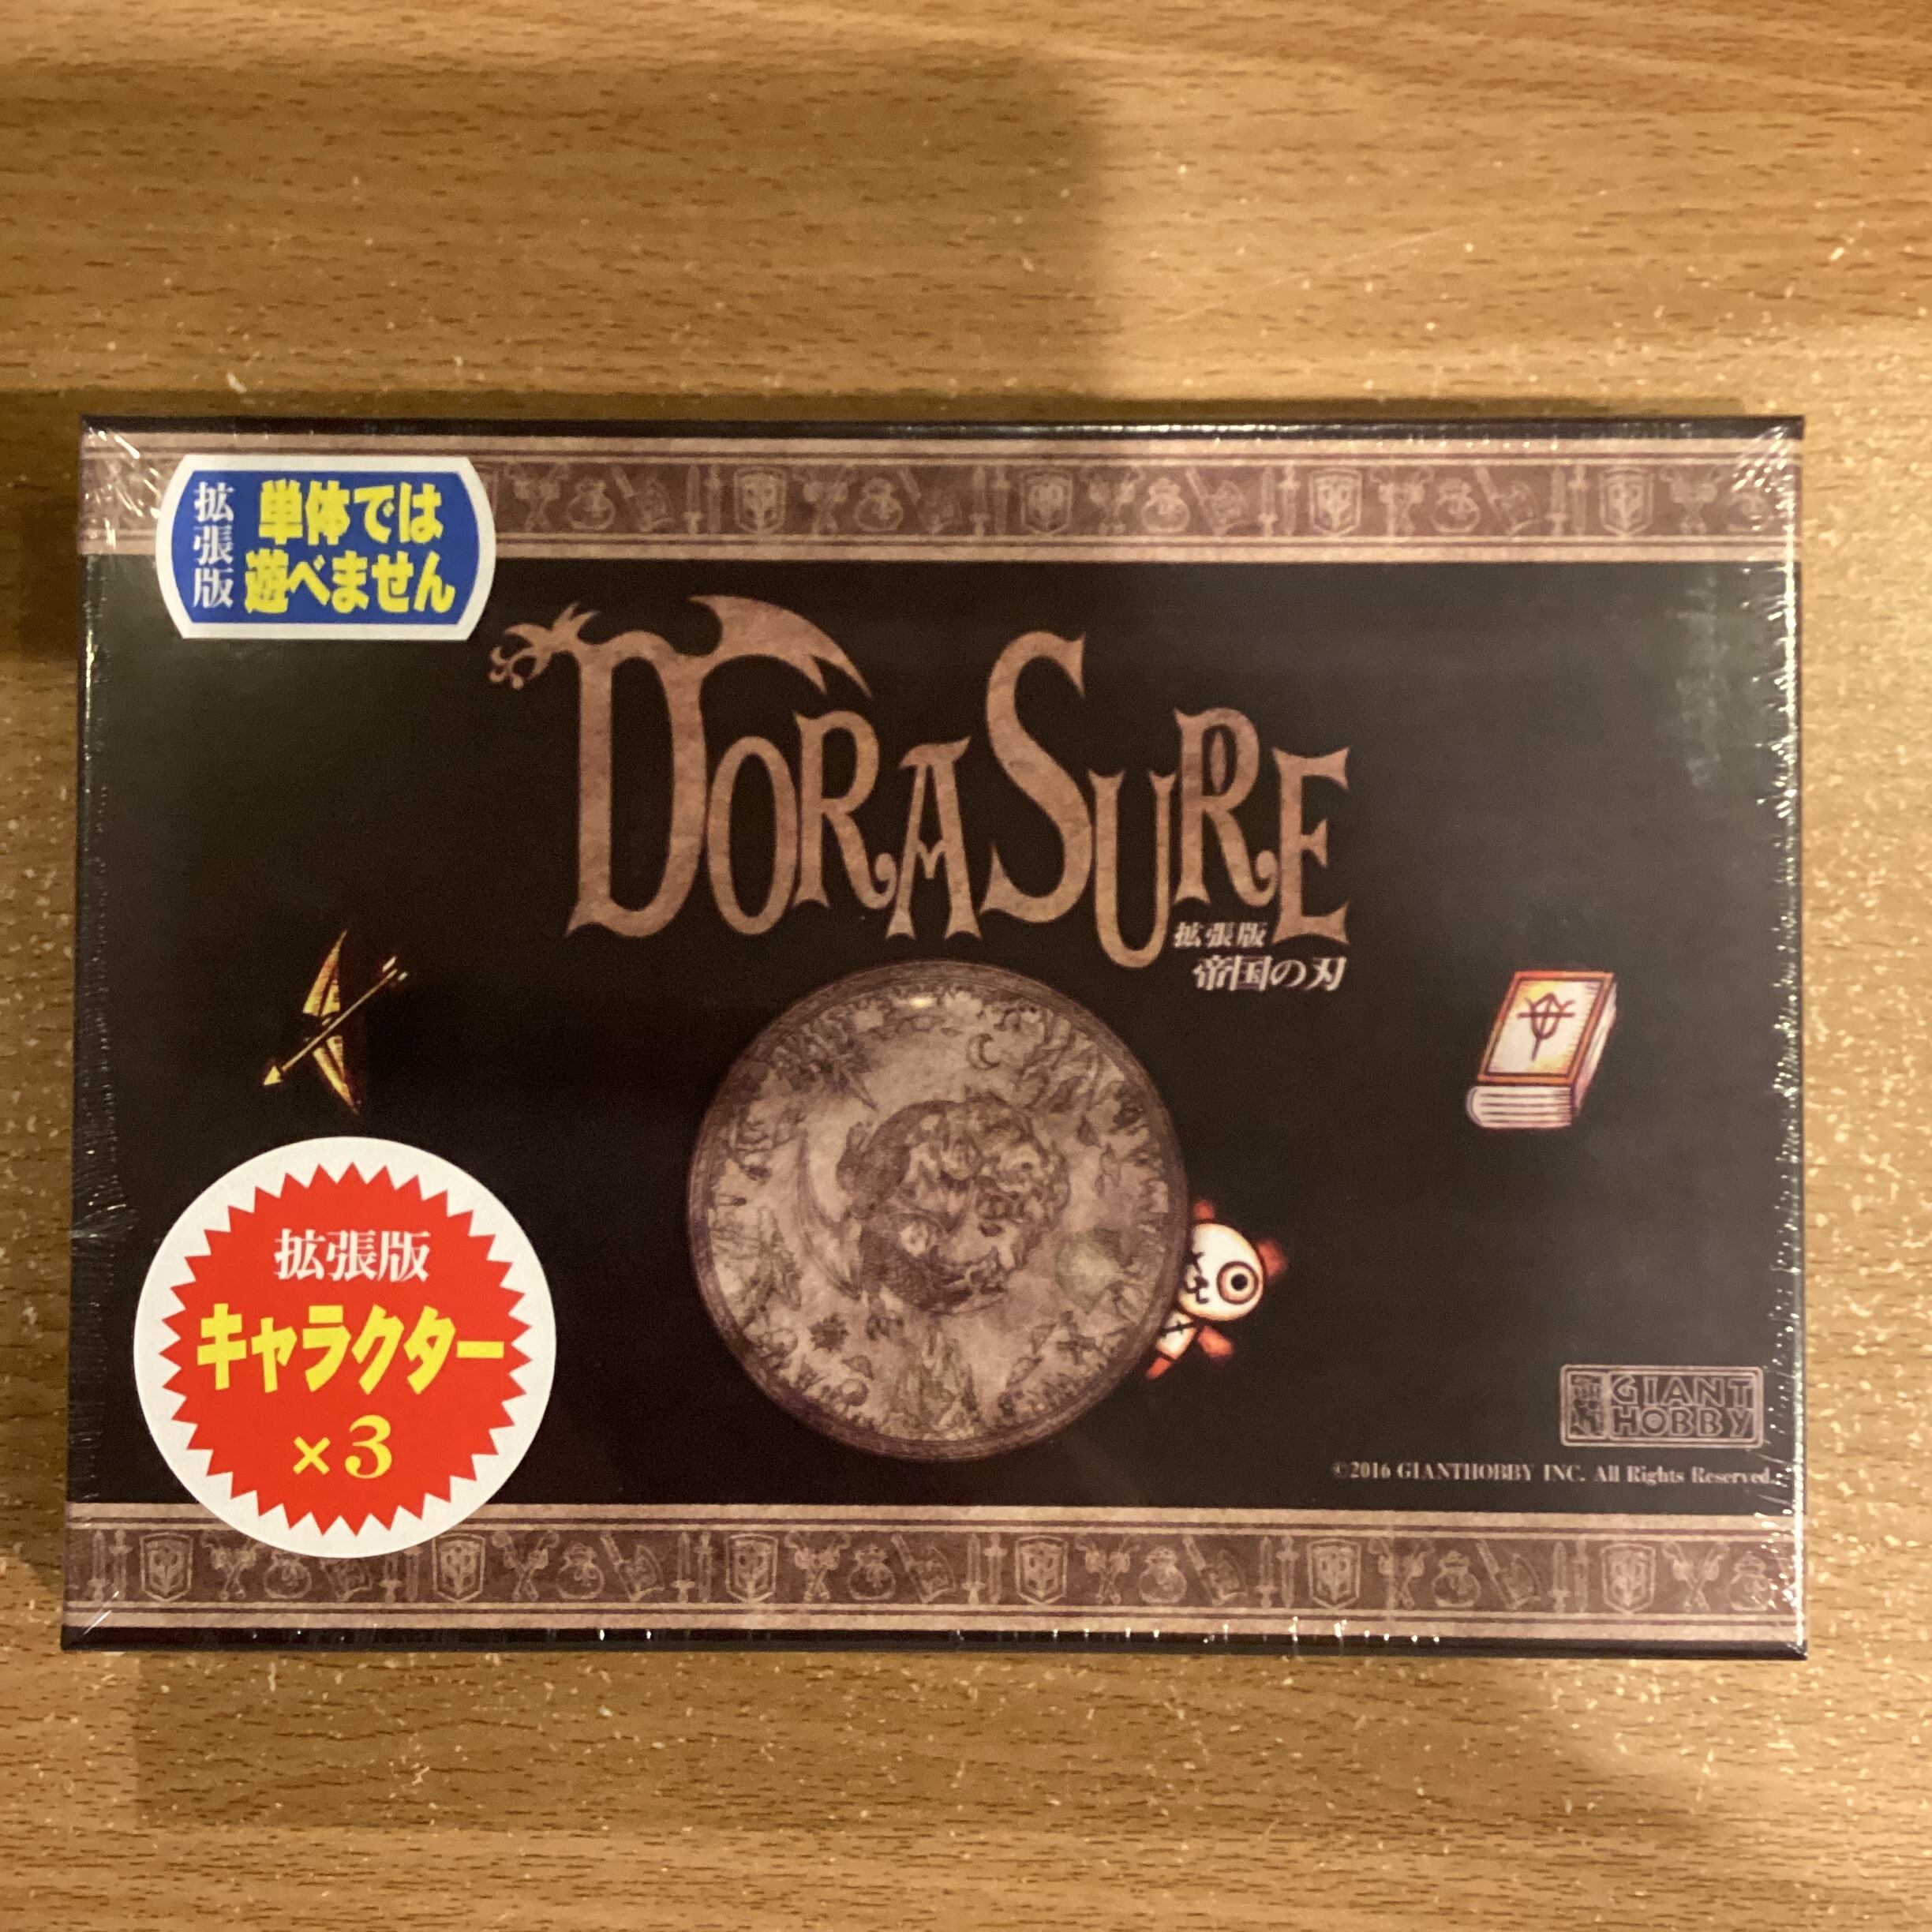 拡張版
単体では
遊べません
DORASURE
拡張版
帝国の刃
拡張版
キャラクター
×3
GIANT
HOBBY
©2016 GIANTHOBBY INC. All Rights Reserved.